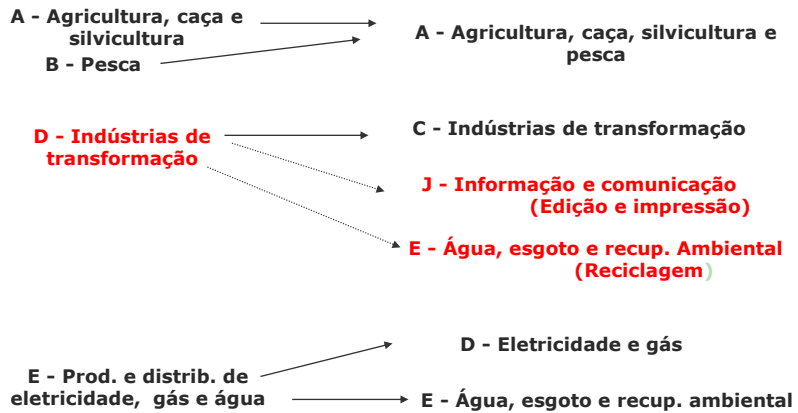 A - Agricultura, caça e
silvicultura
B - Pesca
A - Agricultura, caça, silvicultura e
pesca
D - Indústrias de
transformação
C - Indústrias de transformação
J - Informação e comunicação
(Edição e impressão)
E - Água, esgoto e recup. Ambiental
(Reciclagem)
E - Prod. e distrib. de
eletricidade, gás e água
D - Eletricidade e gás
E - Água, esgoto e recup. ambiental